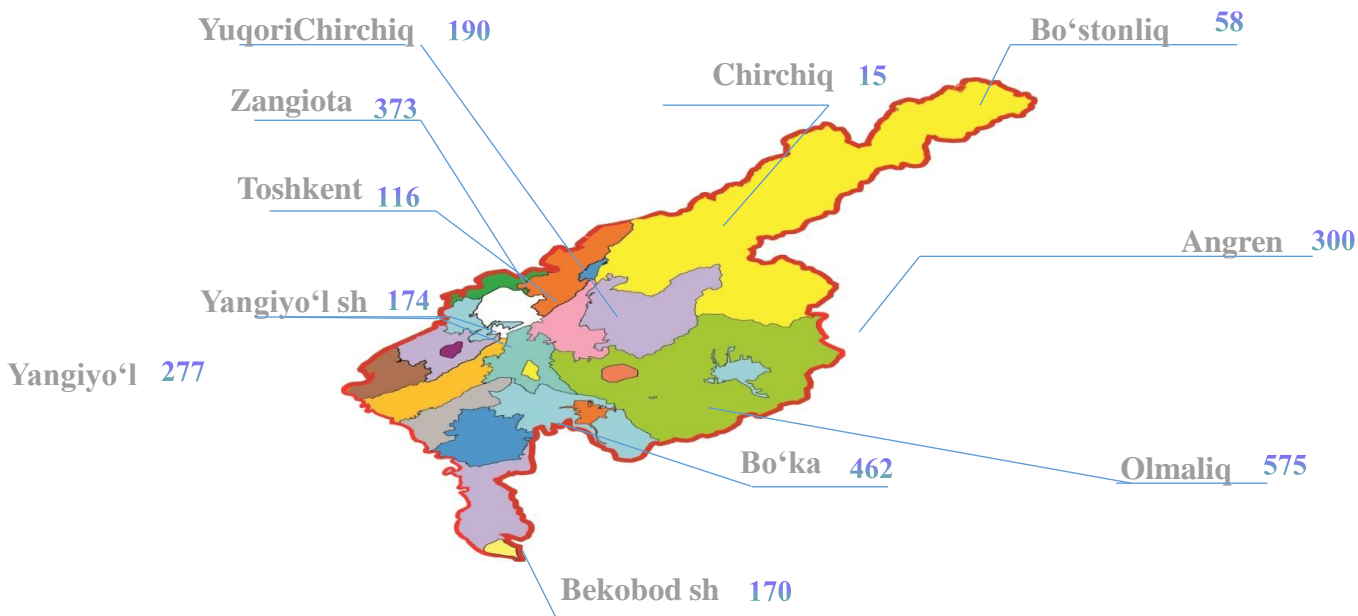 YuqoriChirchiq 190
Bo‘stonliq 58
Chirchiq 15
Zangiota 373
Toshkent 116
Angren 300
Yangiyo‘l sh 174
Yangiyo‘l 277
Bo‘ka 462
Olmaliq 575
Bekobod sh 170